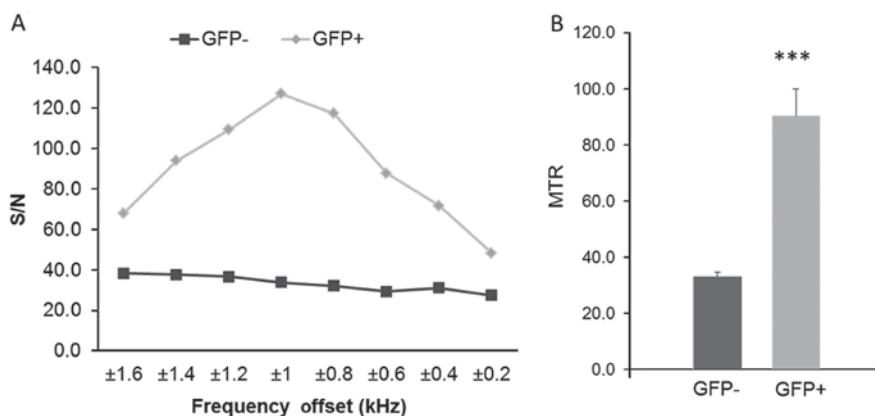 A
GFP- GFP+
140.0
120.0
100.0
80.0
60.0
40.0
20.0
0.0
S/N
±1.6 ±1.4 ±1.2 ±1 ±0.8 ±0.6 ±0.4 ±0.2
Frequency offset (kHz)
B
120.0
100.0
80.0
60.0
40.0
20.0
0.0
MTR
***
GFP- GFP+